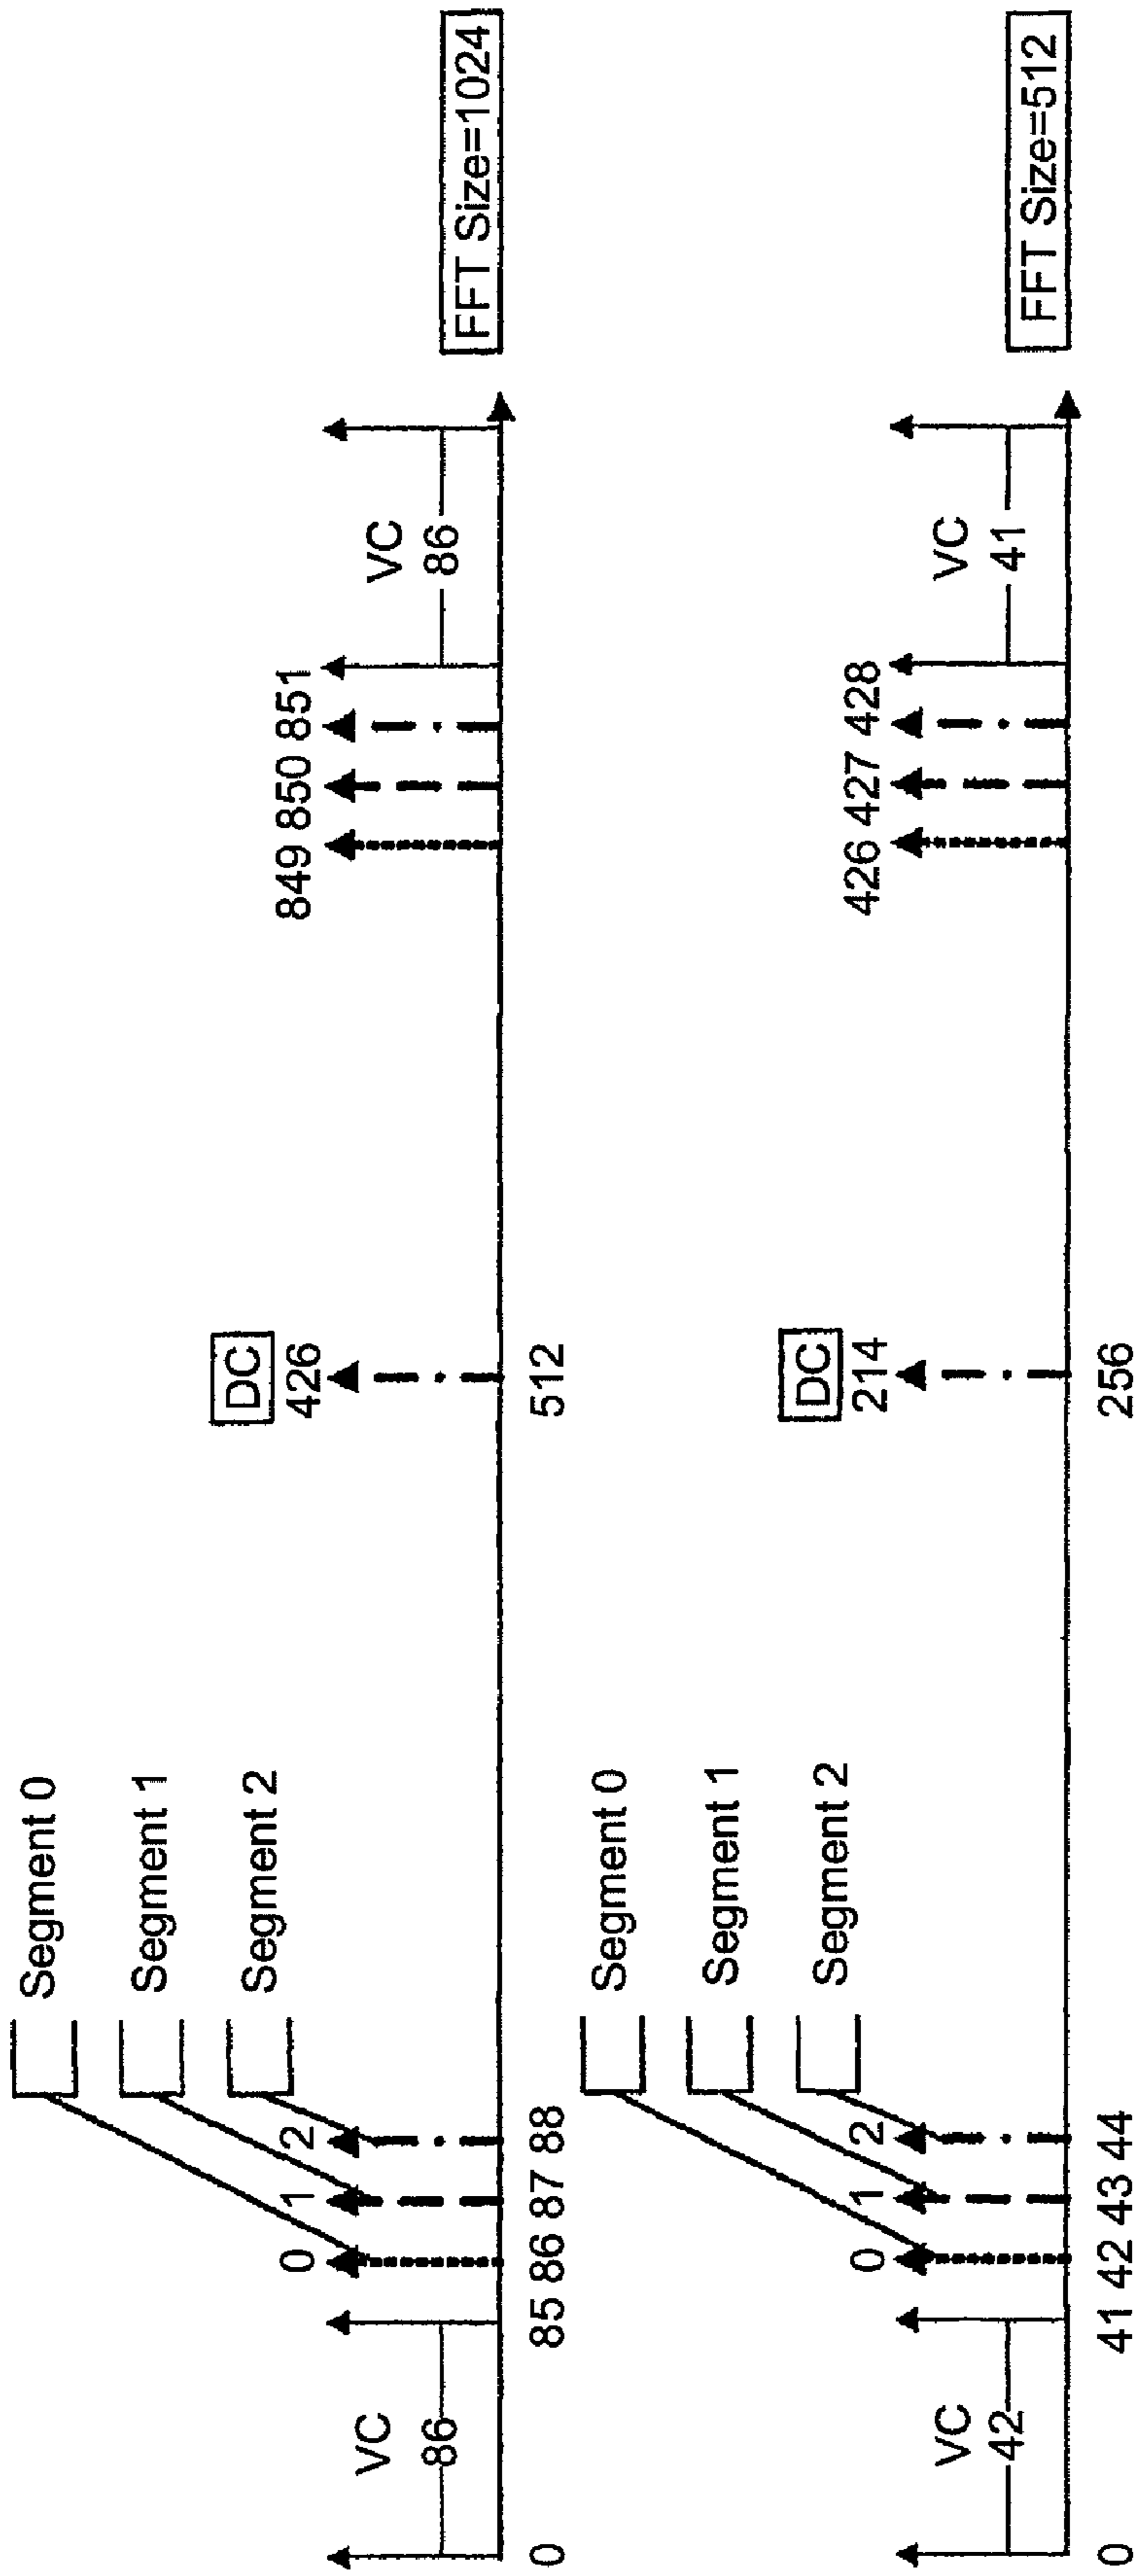 Segment 0
Segment 1
Segment 2
DC
VC
86
0 1 2
426
849 850 851
VC
86
0 85 86 87 88 512
FFT Size=1024
Segment 0
Segment 1
Segment 2
DC
VC
42
0 1 2
214
426 427 428
VC
41
0 41 42 43 44 256
FFT Size=512